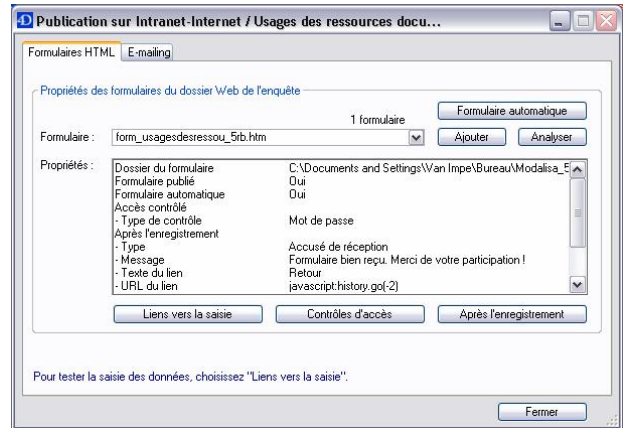 Publication sur Intranet-Internet / Usages des ressources docu...
Formulaires HTML E-mailing
Propriétés des formulaires du dossier Web de l'enquête
1 formulaire
Formulaire automatique
Formulaire : form_usagesdesressou_5rb.htm Ajouter Analyser
Propriétés : Dossier du formulaire C:\Documents and Settings\Van Impe\Bureau\Modalisa_5
Formulaire publié Oui
Formulaire automatique Oui
Accès contrôlé
- Type de contrôle Mot de passe
Après l'enregistrement
- Type Accusé de réception
- Message Formulaire bien reçu. Merci de votre participation !
- Texte du lien Retour
- URL du lien javascript:history.go(-2)
Liens vers la saisie Contrôles d'accès Après l'enregistrement
Pour tester la saisie des données, choisissez "Liens vers la saisie".
Fermer